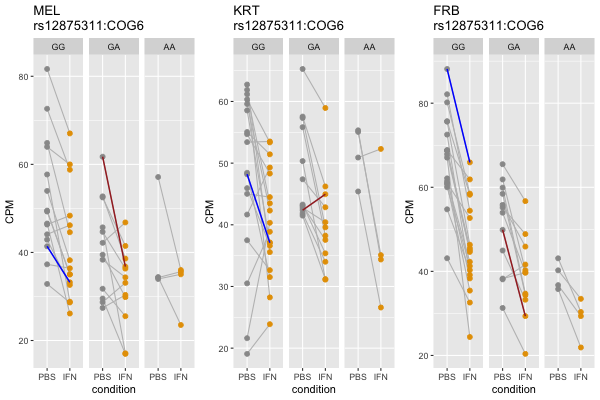 MEL
rs12875311:COG6
GG GA AA
80
60
40
20
CPM
PBS IFN PBS IFN PBS IFN
condition
KRT
rs12875311:COG6
GG GA AA
60
50
40
30
20
CPM
PBS IFN PBS IFN PBS IFN
condition
FRB
rs12875311:COG6
GG GA AA
80
60
40
20
CPM
PBS IFN PBS IFN PBS IFN
condition